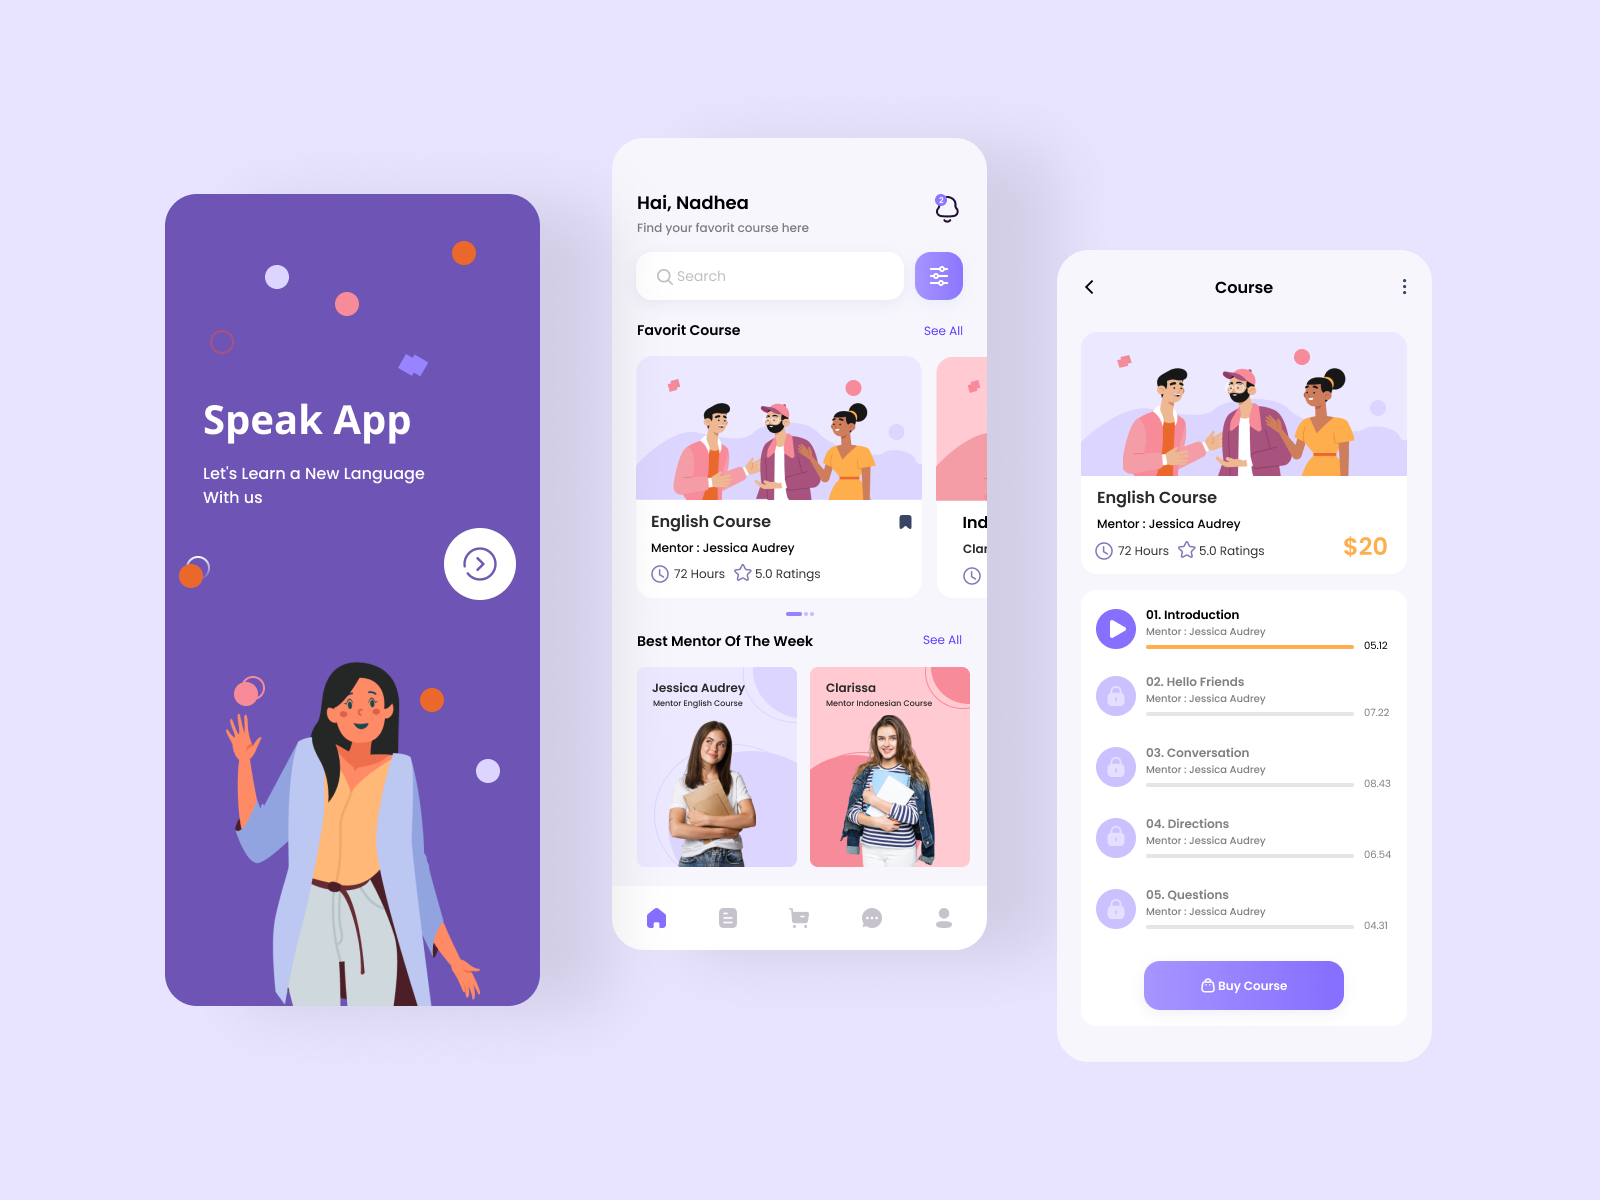 Speak App
Let's Learn a New Language
With us
Hai, Nadhea
2
Find your favorit course here
Search
Favorit Course
See All
English Course
Mentor : Jessica Audrey
72 Hours
5.0 Ratings
Ind
Clar
Best Mentor Of The Week
See All
Jessica Audrey
Mentor English Course
Clarissa
Mentor Indonesian Course
Course
English Course
Mentor : Jessica Audrey
72 Hours
5.0 Ratings
$20
01. Introduction
Mentor : Jessica Audrey
05.12
02. Hello Friends
Mentor : Jessica Audrey
07.22
03. Conversation
Mentor : Jessica Audrey
08.43
04. Directions
Mentor : Jessica Audrey
06.54
05. Questions
Mentor : Jessica Audrey
04.31
Buy Course